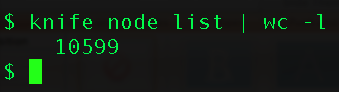 $ knife node list | wc -l
10599
$